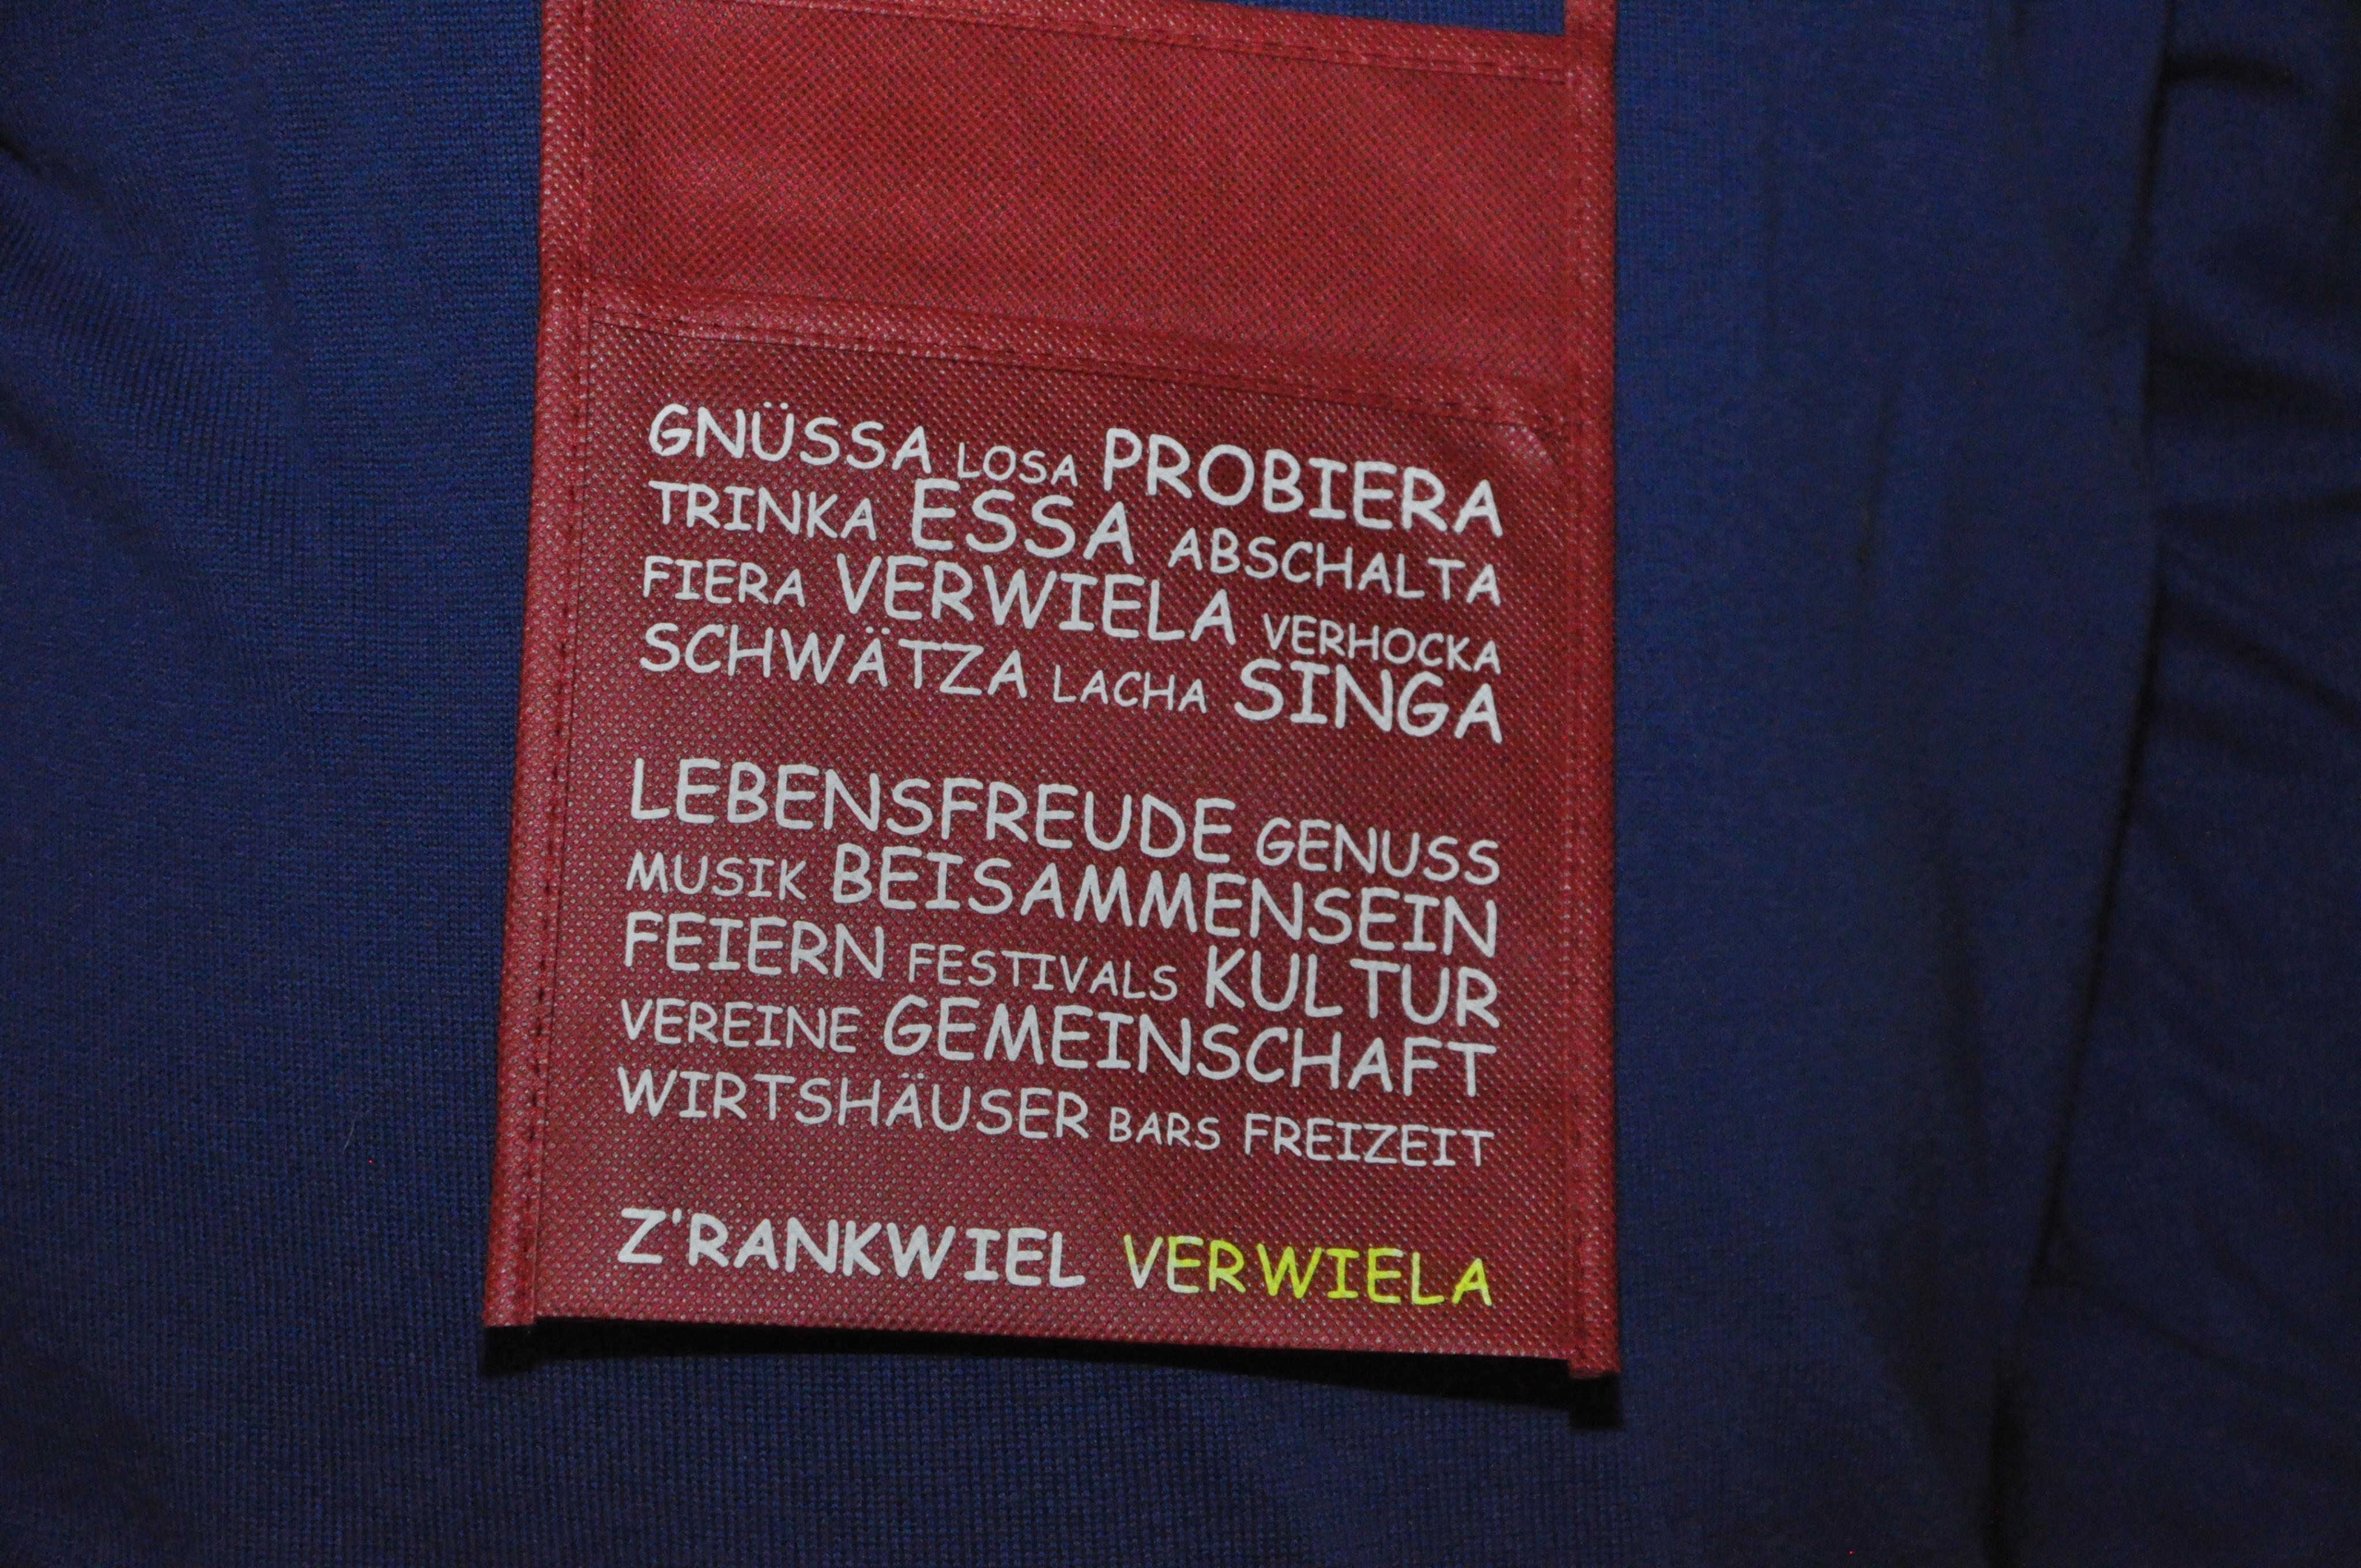 GNÜSSA LOSA PROBIERA
TRINKA ESSA ABSCHALTA
FIERA VERWIELA VERHOCKA
SCHWÄTZA LACHA SINGA
LEBENSFREUDE GENUSS
MUSIK BEISAMMENSEIN
FEIERN FESTIVALS KULTUR
VEREINE GEMEINSCHAFT
WIRTSHÄUSER BARS FREIZEIT
Z'RANKWIEL VERWIELA